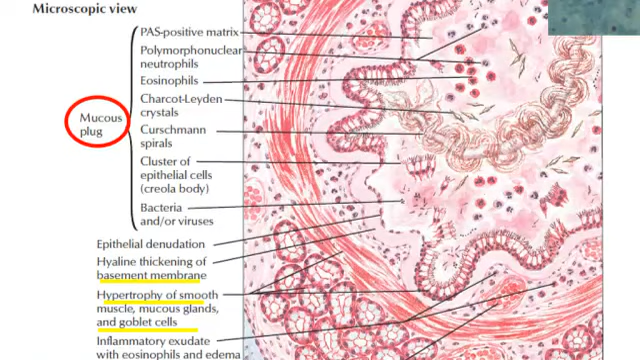 Microscopic view
PAS-positive matrix
Polymorphonuclear
neutrophils
Eosinophils
Charcot-Leyden
crystals
Mucous
plug
Curschmann
spirals
Cluster of
epithelial cells
(creola body)
Bacteria
and/or viruses
Epithelial denudation
Hyaline thickening of
basement membrane
Hypertrophy of smooth
muscle, mucous glands,
and goblet cells
Inflammatory exudate
with eosinophils and edema